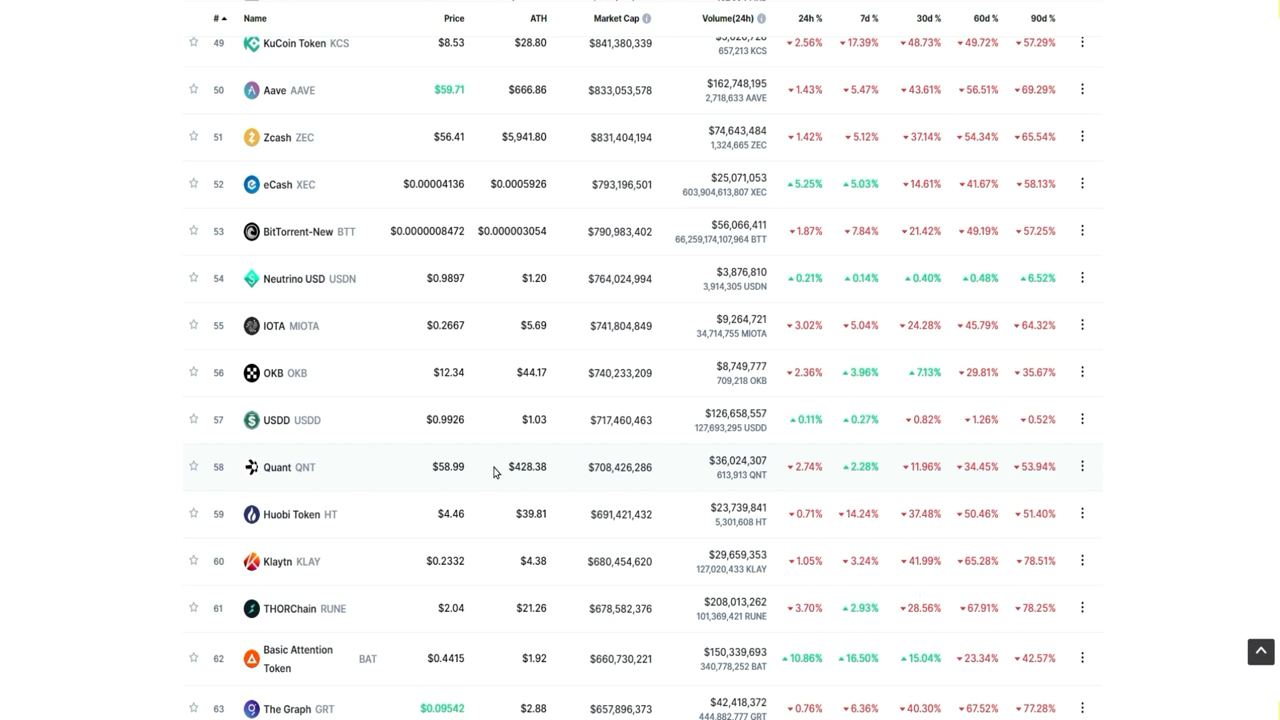 # Name Price ATH Market Cap Volume(24h) 24h % 7d % 30d % 60d % 90d %
49 KuCoin Token KCS $8.53 $28.80 $841,380,339 2.56% 17.39% 48.73% 49.72% 57.29%
657,213 KCS
50 Aave AAVE $59.71 $666.86 $833,053,578 $162,748,195 1.43% 5.47% 43.61% 56.51% 69.29%
2,718,633 AAVE
51 Zcash ZEC $56.41 $5,941.80 $831,404,194 $74,643,484 1.42% 5.12% 37.14% 54.34% 65.54%
1,324,665 ZEC
52 eCash XEC $0.00004136 $0.0005926 $793,196,501 $25,071,053 5.25% 5.03% 14.61% 41.67% 58.13%
603,904,613,807 XEC
53 BitTorrent-New BTT $0.0000008472 $0.000003054 $790,983,402 $56,066,411 1.87% 7.84% 21.42% 49.19% 57.25%
66,259,174,107,964 BTT
54 Neutrino USD USDN $0.9897 $1.20 $764,024,994 $3,876,810 0.21% 0.14% 0.40% 0.48% 6.52%
3,914,305 USDN
55 IOTA MIOTA $0.2667 $5.69 $741,804,849 $9,264,721 3.02% 5.04% 24.28% 45.79% 64.32%
34,714,755 MIOTA
56 OKB OKB $12.34 $44.17 $740,233,209 $8,749,777 2.36% 3.96% 7.13% 29.81% 35.67%
709,218 OKB
57 USDD USDD $0.9926 $1.03 $717,460,463 $126,658,557 0.11% 0.27% 0.82% 1.26% 0.52%
127,693,295 USDD
58 Quant QNT $58.99 $428.38 $708,426,286 $36,024,307 2.74% 2.28% 11.96% 34.45% 53.94%
613,913 QNT
59 Huobi Token HT $4.46 $39.81 $691,421,432 $23,739,841 0.71% 14.24% 37.48% 50.46% 51.40%
5,301,608 HT
60 Klaytn KLAY $0.2332 $4.38 $680,454,620 $29,659,353 1.05% 3.24% 41.99% 65.28% 78.51%
127,020,433 KLAY
61 THORChain RUNE $2.04 $21.26 $678,582,376 $208,013,262 3.70% 2.93% 28.56% 67.91% 78.25%
101,369,421 RUNE
62 Basic Attention Token BAT $0.4415 $1.92 $660,730,221 $150,339,693 10.86% 16.50% 15.04% 23.34% 42.57%
340,778,252 BAT
63 The Graph GRT $0.09542 $2.88 $657,896,373 $42,418,372 0.76% 6.36% 40.30% 67.52% 77.28%
444,882,777 GRT